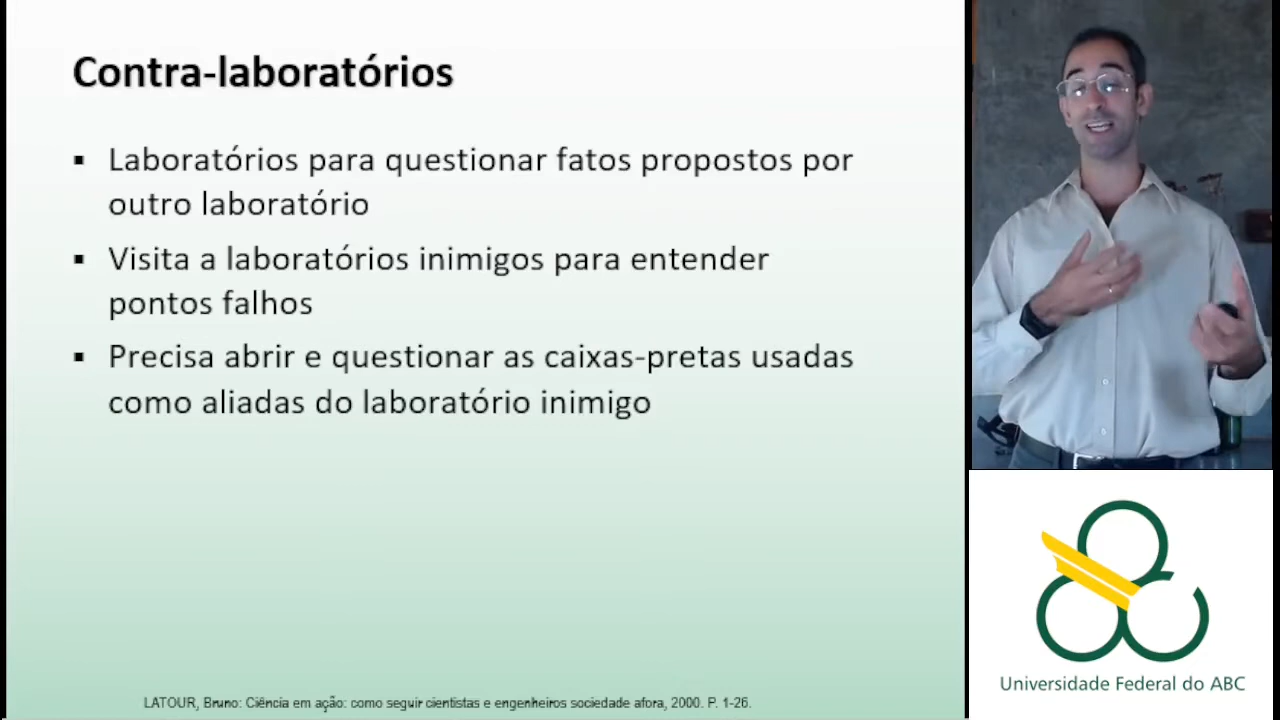 Contra-laboratórios
▪ Laboratórios para questionar fatos propostos por
outro laboratório
▪ Visita a laboratórios inimigos para entender
pontos falhos
▪ Precisa abrir e questionar as caixas-pretas usadas
como aliadas do laboratório inimigo
LATOUR, Bruno: Ciência em ação: como seguir cientistas e engenheiros sociedade afora, 2000. P. 1-26.
Universidade Federal do ABC